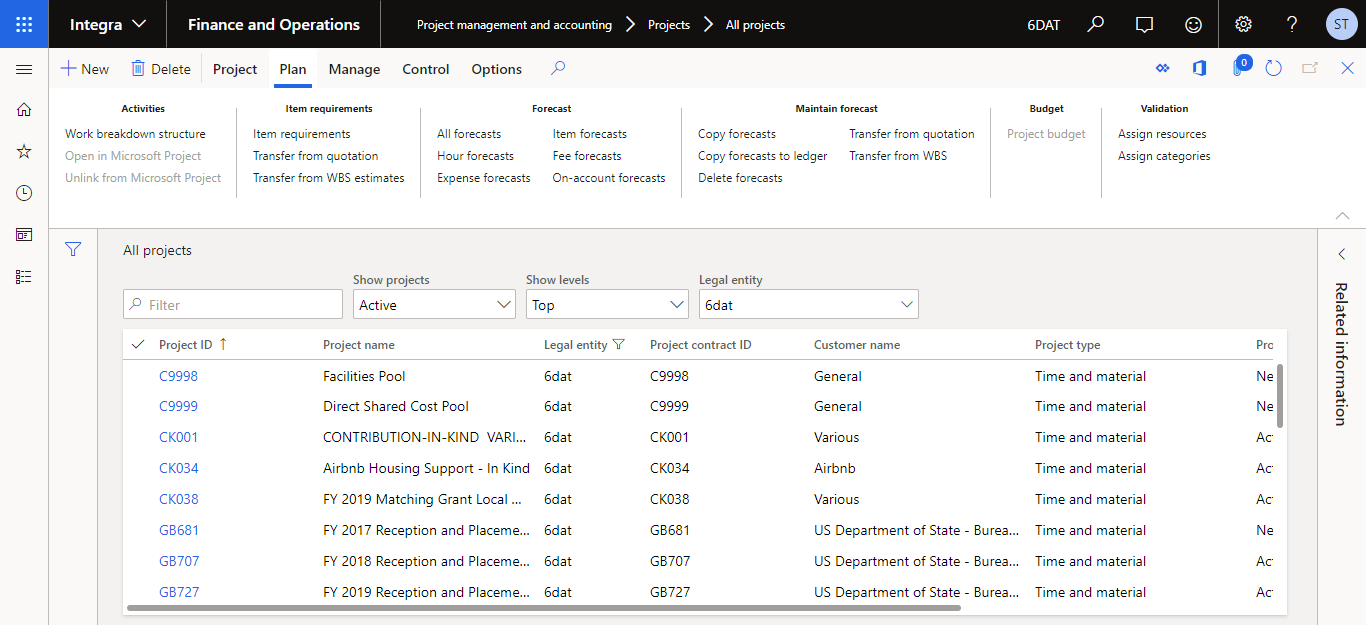 Integra Finance and Operations Project management and accounting Projects All projects 6DAT ? ST
New Delete Project Plan Manage Control Options 0
Activities Item requirements Forecast Maintain forecast Budget Validation
Work breakdown structure Item requirements All forecasts Item forecasts Copy forecasts Transfer from quotation Project budget Assign resources
Open in Microsoft Project Transfer from quotation Hour forecasts Fee forecasts Copy forecasts to ledger Transfer from WBS Assign categories
Unlink from Microsoft Project Transfer from WBS estimates Expense forecasts On-account forecasts Delete forecasts
All projects
Show projects Show levels Legal entity
Filter Active Top 6dat
Related information
Project ID ↑ Project name Legal entity Project contract ID Customer name Project type Pro
C9998 Facilities Pool 6dat C9998 General Time and material Ne
C9999 Direct Shared Cost Pool 6dat C9999 General Time and material Ne
CK001 CONTRIBUTION-IN-KIND VARI... 6dat CK001 Various Time and material Ac
CK034 Airbnb Housing Support - In Kind 6dat CK034 Airbnb Time and material Ac
CK038 FY 2019 Matching Grant Local ... 6dat CK038 Various Time and material Ac
GB681 FY 2017 Reception and Placeme... 6dat GB681 US Department of State - Burea... Time and material Ne
GB707 FY 2018 Reception and Placeme... 6dat GB707 US Department of State - Burea... Time and material Ac
GB727 FY 2019 Reception and Placeme... 6dat GB727 US Department of State - Burea... Time and material Ac